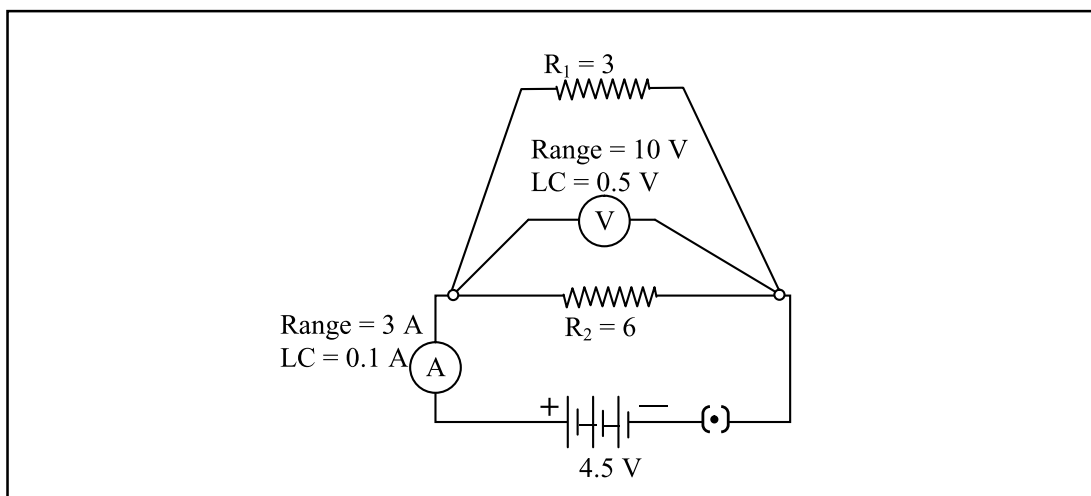 R₁ = 3
Range = 10 V
LC = 0.5 V
V
R₂ = 6
Range = 3 A
LC = 0.1 A
A
+ —
4.5 V